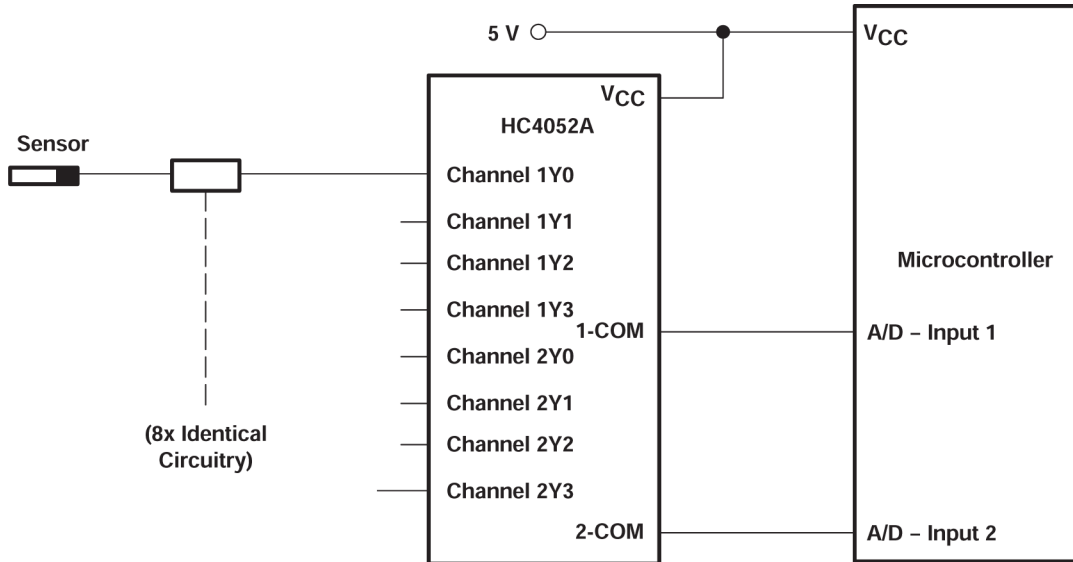 5 V
VCC
VCC
HC4052A
Sensor
Channel 1Y0
Channel 1Y1
Channel 1Y2
Microcontroller
Channel 1Y3
1-COM
A/D – Input 1
Channel 2Y0
Channel 2Y1
(8x Identical
Circuitry)
Channel 2Y2
Channel 2Y3
2-COM
A/D – Input 2